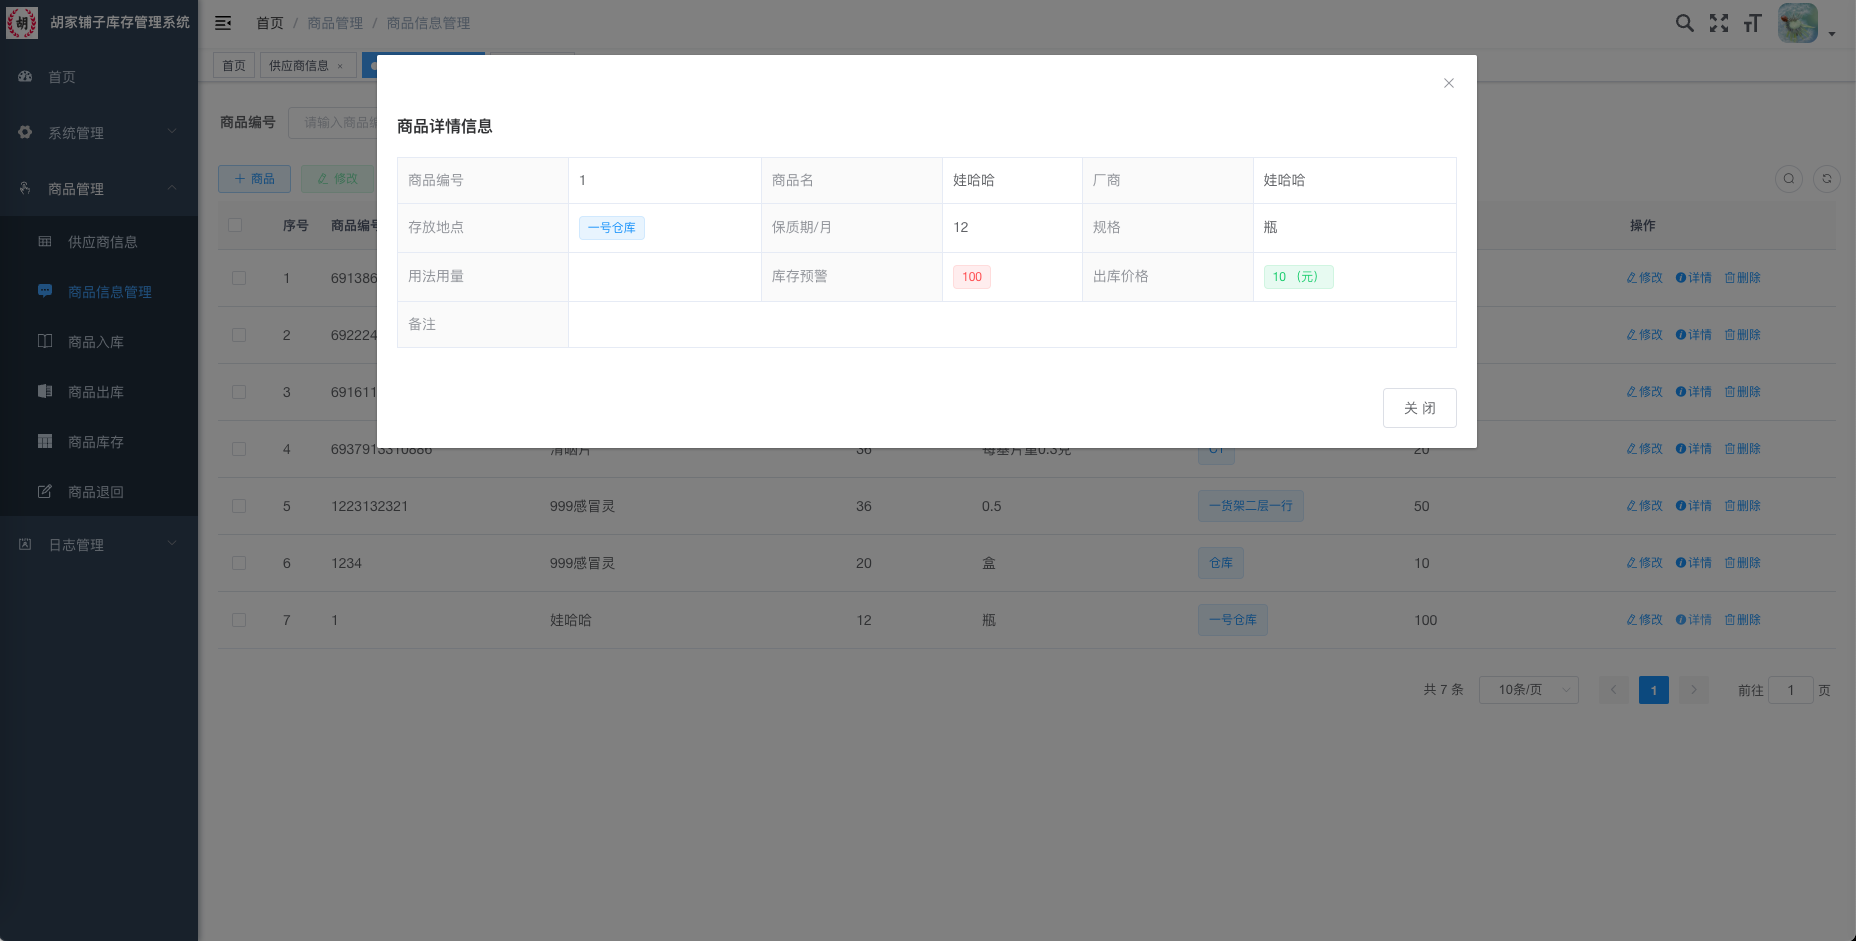 胡 胡家铺子库存管理系统
首页 / 商品管理 / 商品信息管理
首页
供应商信息 ×
首页
系统管理
商品管理
供应商信息
商品信息管理
商品入库
商品出库
商品库存
商品退回
日志管理
商品详情信息
商品编号 1 商品名 娃哈哈 厂商 娃哈哈
存放地点 一号仓库 保质期/月 12 规格 瓶
用法用量 库存预警 100 出库价格 10 （元）
备注
关 闭
商品编号
+ 商品 修改
序号 商品编号 操作
1 691386 修改 详情 删除
2 692224 修改 详情 删除
3 691611 修改 详情 删除
4 6937913310886 清咽片 36 每基片重0.3克 20 修改 详情 删除
5 1223132321 999感冒灵 36 0.5 一货架二层一行 50 修改 详情 删除
6 1234 999感冒灵 20 盒 仓库 10 修改 详情 删除
7 1 娃哈哈 12 瓶 一号仓库 100 修改 详情 删除
共 7 条 10条/页 1 前往 1 页